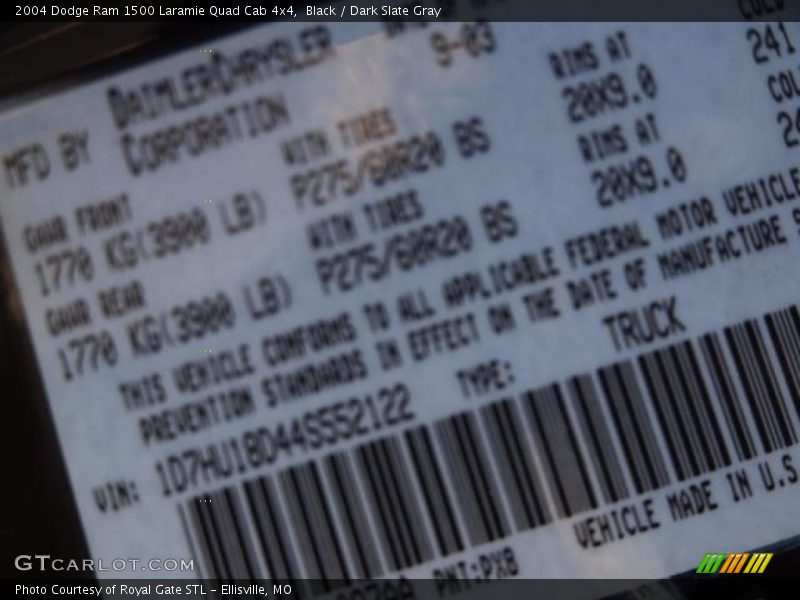 2004 Dodge Ram 1500 Laramie Quad Cab 4x4, Black / Dark Slate Gray
MFD BY DAIMLERCHRYSLER CORPORATION
9-03
GAWR FRONT WITH TIRES RIMS AT
1770 KG(3900 LB) P275/60R20 BS 20X9.0 241
GAWR REAR WITH TIRES RIMS AT
1770 KG(3900 LB) P275/60R20 BS 20X9.0
THIS VEHICLE CONFORMS TO ALL APPLICABLE FEDERAL MOTOR VEHICLE
PREVENTION STANDARDS IN EFFECT ON THE DATE OF MANUFACTURE
VIN: 1D7HU18D44S552122 TYPE: TRUCK
VEHICLE MADE IN U.S
PNT:PXB
GTCARLOT.COM
Photo Courtesy of Royal Gate STL – Ellisville, MO